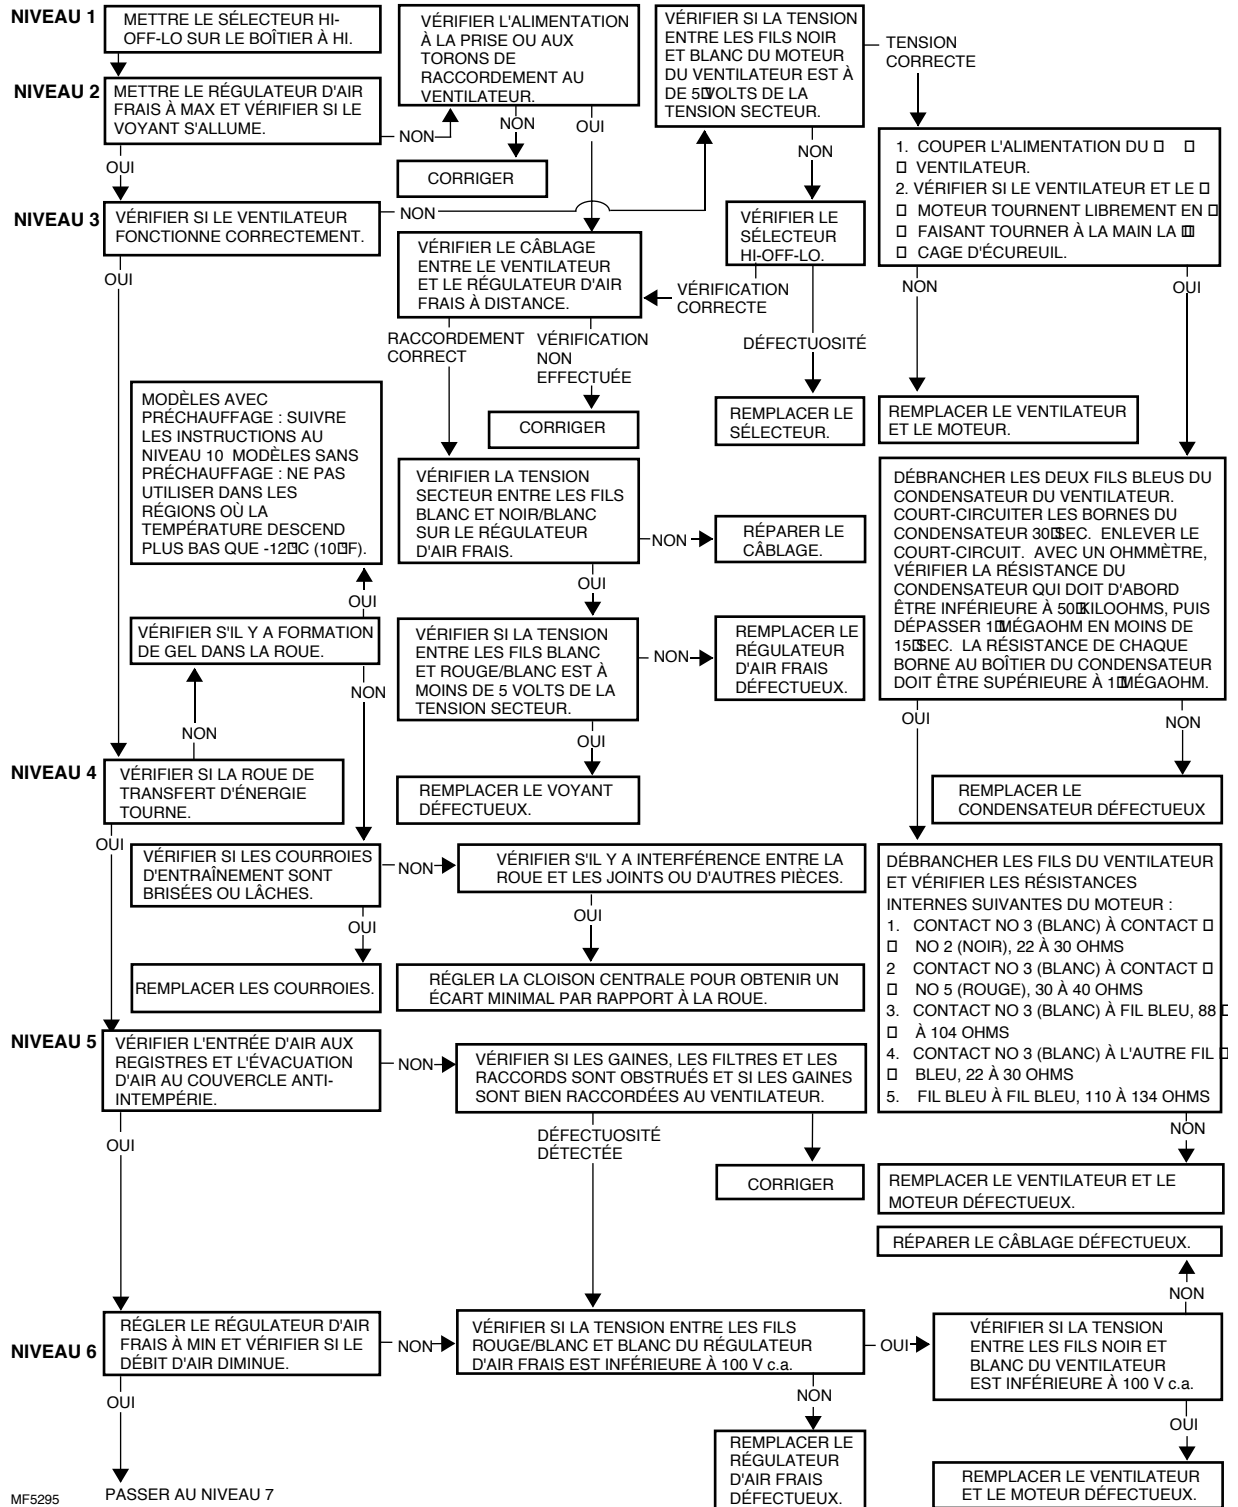 NIVEAU 1
METTRE LE SÉLECTEUR HI-
OFF-LO SUR LE BOÎTIER À HI.
NIVEAU 2
METTRE LE RÉGULATEUR D'AIR
FRAIS À MAX ET VÉRIFIER SI LE
VOYANT S'ALLUME.
NON
OUI
VÉRIFIER L'ALIMENTATION
À LA PRISE OU AUX
TORONS DE
RACCORDEMENT AU
VENTILATEUR.
NON
OUI
CORRIGER
VÉRIFIER SI LA TENSION
ENTRE LES FILS NOIR
ET BLANC DU MOTEUR
DU VENTILATEUR EST À
DE 5 VOLTS DE LA
TENSION SECTEUR.
TENSION
CORRECTE
NON
1. COUPER L'ALIMENTATION DU
VENTILATEUR.
2. VÉRIFIER SI LE VENTILATEUR ET LE
MOTEUR TOURNENT LIBREMENT EN
FAISANT TOURNER À LA MAIN LA
CAGE D'ÉCUREUIL.
NON
OUI
NIVEAU 3
VÉRIFIER SI LE VENTILATEUR
FONCTIONNE CORRECTEMENT.
NON
OUI
VÉRIFIER LE CÂBLAGE
ENTRE LE VENTILATEUR
ET LE RÉGULATEUR D'AIR
FRAIS À DISTANCE.
VÉRIFIER LE
SÉLECTEUR
HI-OFF-LO.
VÉRIFICATION
CORRECTE
DÉFECTUOSITÉ
RACCORDEMENT
CORRECT
VÉRIFICATION
NON
EFFECTUÉE
CORRIGER
REMPLACER LE
SÉLECTEUR.
REMPLACER LE VENTILATEUR
ET LE MOTEUR.
MODÈLES AVEC
PRÉCHAUFFAGE : SUIVRE
LES INSTRUCTIONS AU
NIVEAU 10 MODÈLES SANS
PRÉCHAUFFAGE : NE PAS
UTILISER DANS LES
RÉGIONS OÙ LA
TEMPÉRATURE DESCEND
PLUS BAS QUE -12 C (10 F).
OUI
VÉRIFIER LA TENSION
SECTEUR ENTRE LES FILS
BLANC ET NOIR/BLANC
SUR LE RÉGULATEUR
D'AIR FRAIS.
NON
RÉPARER LE
CÂBLAGE.
OUI
DÉBRANCHER LES DEUX FILS BLEUS DU
CONDENSATEUR DU VENTILATEUR.
COURT-CIRCUITER LES BORNES DU
CONDENSATEUR 30 SEC. ENLEVER LE
COURT-CIRCUIT. AVEC UN OHMMÈTRE,
VÉRIFIER LA RÉSISTANCE DU
CONDENSATEUR QUI DOIT D'ABORD
ÊTRE INFÉRIEURE À 50 KILOOHMS, PUIS
DÉPASSER 1 MÉGAOHM EN MOINS DE
15 SEC. LA RÉSISTANCE DE CHAQUE
BORNE AU BOÎTIER DU CONDENSATEUR
DOIT ÊTRE SUPÉRIEURE À 1 MÉGAOHM.
OUI
NON
VÉRIFIER S'IL Y A FORMATION
DE GEL DANS LA ROUE.
NON
NON
VÉRIFIER SI LA TENSION
ENTRE LES FILS BLANC
ET ROUGE/BLANC EST À
MOINS DE 5 VOLTS DE LA
TENSION SECTEUR.
NON
REMPLACER LE
RÉGULATEUR
D'AIR FRAIS
DÉFECTUEUX.
OUI
REMPLACER LE VOYANT
DÉFECTUEUX.
REMPLACER LE
CONDENSATEUR DÉFECTUEUX
NIVEAU 4
VÉRIFIER SI LA ROUE DE
TRANSFERT D'ÉNERGIE
TOURNE.
OUI
VÉRIFIER SI LES COURROIES
D'ENTRAÎNEMENT SONT
BRISÉES OU LÂCHES.
NON
OUI
VÉRIFIER S'IL Y A INTERFÉRENCE ENTRE LA
ROUE ET LES JOINTS OU D'AUTRES PIÈCES.
OUI
REMPLACER LES COURROIES.
RÉGLER LA CLOISON CENTRALE POUR OBTENIR UN
ÉCART MINIMAL PAR RAPPORT À LA ROUE.
DÉBRANCHER LES FILS DU VENTILATEUR
ET VÉRIFIER LES RÉSISTANCES
INTERNES SUIVANTES DU MOTEUR :
1. CONTACT NO 3 (BLANC) À CONTACT
NO 2 (NOIR), 22 À 30 OHMS
2 CONTACT NO 3 (BLANC) À CONTACT
NO 5 (ROUGE), 30 À 40 OHMS
3. CONTACT NO 3 (BLANC) À FIL BLEU, 88
À 104 OHMS
4. CONTACT NO 3 (BLANC) À L'AUTRE FIL
BLEU, 22 À 30 OHMS
5. FIL BLEU À FIL BLEU, 110 À 134 OHMS
NON
NIVEAU 5
VÉRIFIER L'ENTRÉE D'AIR AUX
REGISTRES ET L'ÉVACUATION
D'AIR AU COUVERCLE ANTI-
INTEMPÉRIE.
NON
OUI
VÉRIFIER SI LES GAINES, LES FILTRES ET LES
RACCORDS SONT OBSTRUÉS ET SI LES GAINES
SONT BIEN RACCORDÉES AU VENTILATEUR.
DÉFECTUOSITÉ
DÉTECTÉE
CORRIGER
REMPLACER LE VENTILATEUR ET LE
MOTEUR DÉFECTUEUX.
RÉPARER LE CÂBLAGE DÉFECTUEUX.
NON
NIVEAU 6
RÉGLER LE RÉGULATEUR D'AIR
FRAIS À MIN ET VÉRIFIER SI LE
DÉBIT D'AIR DIMINUE.
NON
OUI
VÉRIFIER SI LA TENSION ENTRE LES FILS
ROUGE/BLANC ET BLANC DU RÉGULATEUR
D'AIR FRAIS EST INFÉRIEURE À 100 V c.a.
OUI
NON
VÉRIFIER SI LA TENSION
ENTRE LES FILS NOIR ET
BLANC DU VENTILATEUR
EST INFÉRIEURE À 100 V c.a.
OUI
REMPLACER LE
RÉGULATEUR
D'AIR FRAIS
DÉFECTUEUX.
REMPLACER LE VENTILATEUR
ET LE MOTEUR DÉFECTUEUX.
PASSER AU NIVEAU 7
MF5295